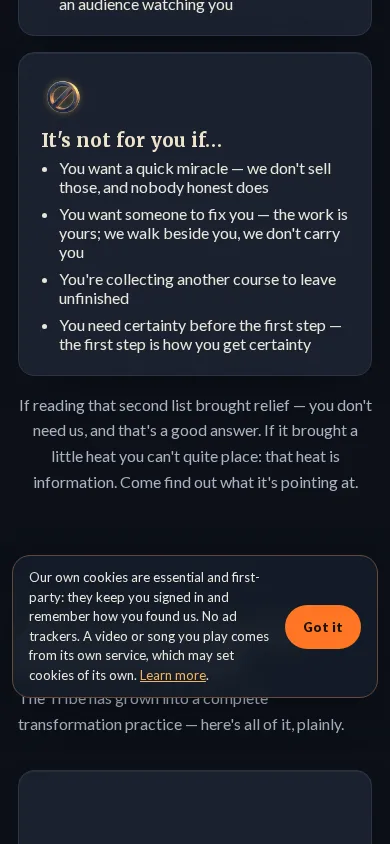 an audience watching you
It's not for you if…
• You want a quick miracle — we don't sell
those, and nobody honest does
• You want someone to fix you — the work is
yours; we walk beside you, we don't carry
you
• You're collecting another course to leave
unfinished
• You need certainty before the first step —
the first step is how you get certainty
If reading that second list brought relief — you don't
need us, and that's a good answer. If it brought a
little heat you can't quite place: that heat is
information. Come find out what it's pointing at.
Our own cookies are essential and first-
party: they keep you signed in and
remember how you found us. No ad
trackers. A video or song you play comes
from its own service, which may set
cookies of its own. Learn more.
Got it
The Tribe has grown into a complete
transformation practice — here's all of it, plainly.